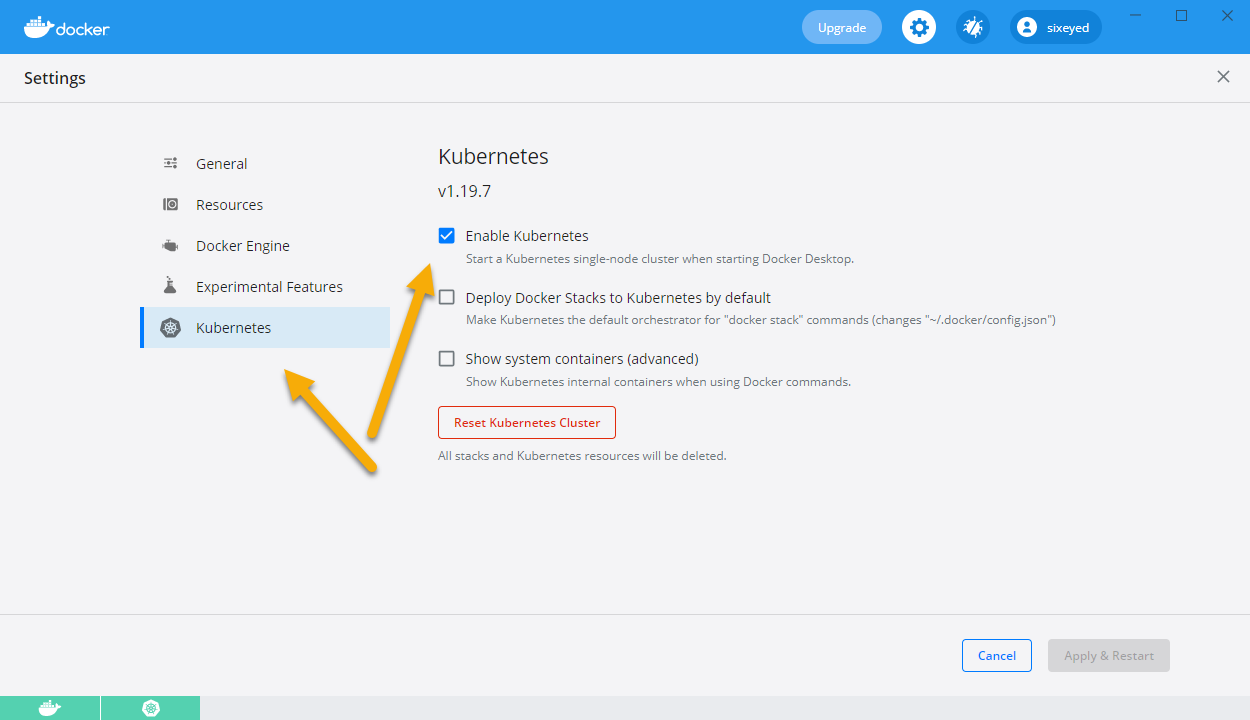 docker
Upgrade
sixeyed
Settings
General
Resources
Docker Engine
Experimental Features
Kubernetes
Kubernetes
v1.19.7
Enable Kubernetes
Start a Kubernetes single-node cluster when starting Docker Desktop.
Deploy Docker Stacks to Kubernetes by default
Make Kubernetes the default orchestrator for "docker stack" commands (changes "~/.docker/config.json")
Show system containers (advanced)
Show Kubernetes internal containers when using Docker commands.
Reset Kubernetes Cluster
All stacks and Kubernetes resources will be deleted.
Cancel
Apply & Restart